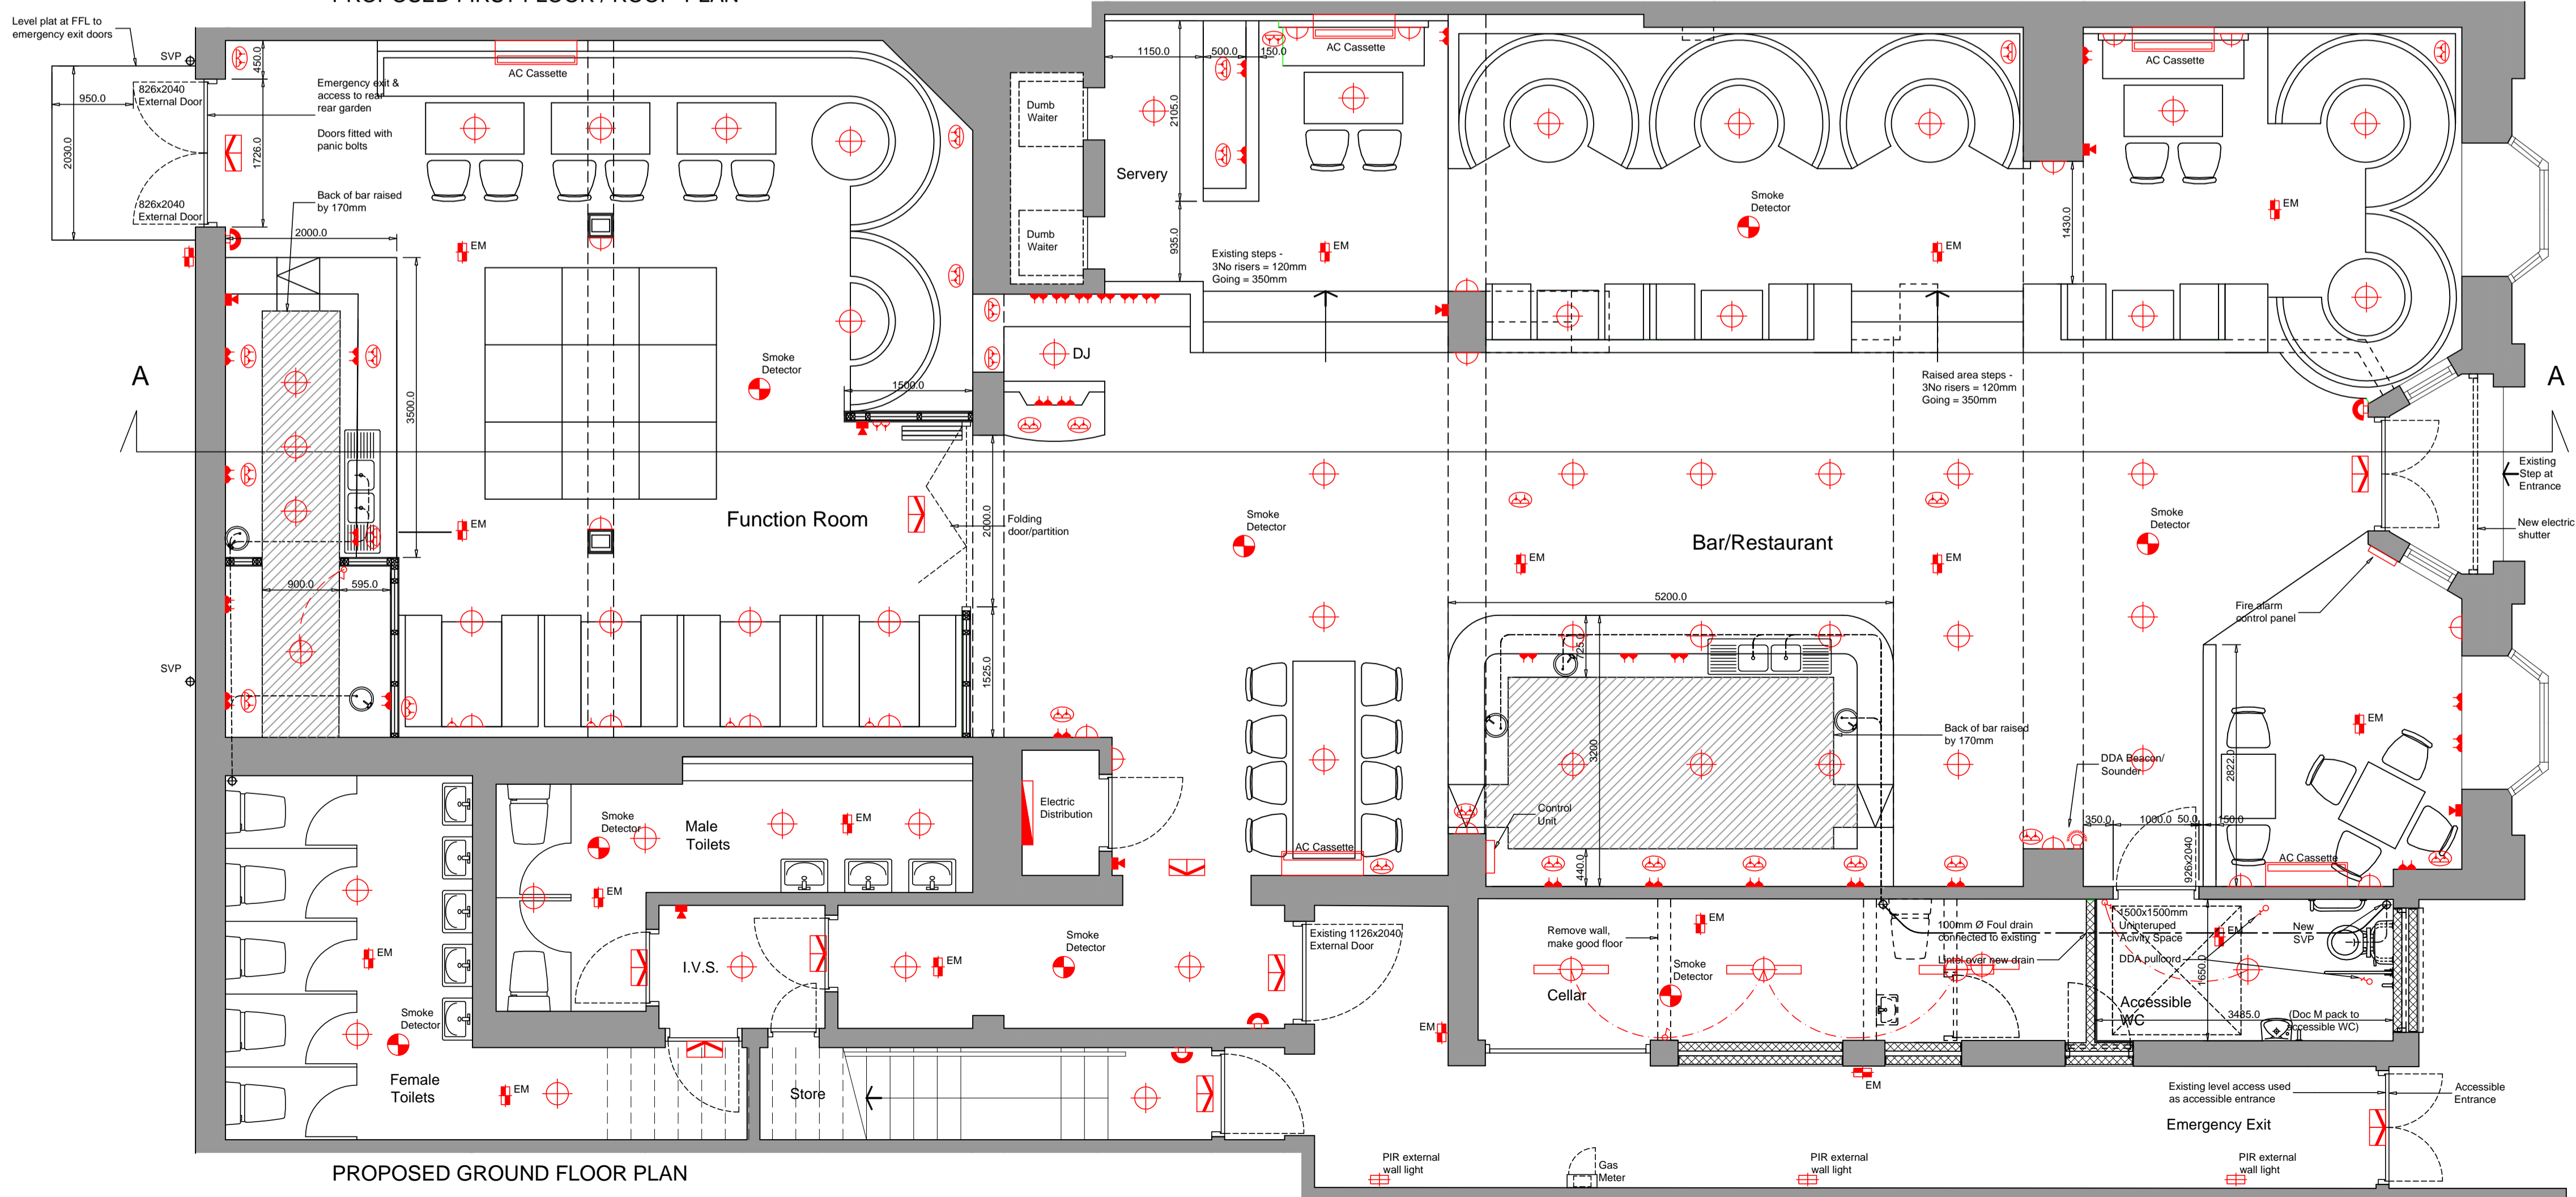 PROPOSED FIRST FLOOR / ROOF PLAN
Level plat at FFL to
emergency exit doors
SVP
450.0
826x2040
External Door
950.0
2030.0
1726.0
826x2040
External Door
Emergency exit &
access to rear
rear garden
Doors fitted with
panic bolts
Back of bar raised
by 170mm
2000.0
AC Cassette
EM
Dumb
Waiter
Dumb
Waiter
1150.0
500.0
150.0
2105.0
Servery
935.0
AC Cassette
Existing steps -
3No risers = 120mm
Going = 350mm
EM
Smoke
Detector
EM
1430.0
AC Cassette
EM
A
3500.0
Smoke
Detector
1500.0
DJ
Raised area steps -
3No risers = 120mm
Going = 350mm
A
Existing
Step at
Entrance
New electric
shutter
EM
Function Room
2000.0
Folding
door/partition
Smoke
Detector
EM
Bar/Restaurant
EM
Smoke
Detector
900.0
595.0
SVP
1525.0
5200.0
725.0
3200
Fire alarm
control panel
EM
Back of bar raised
by 170mm
DDA Beacon/
Sounder
2822.0
Smoke
Detector
Male
Toilets
EM
EM
Electric
Distribution
AC Cassette
Control
Unit
440.0
350.0
1000.0
50.0
150.0
926x2040
AC Cassette
EM
I.V.S.
EM
Smoke
Detector
Existing 1126x2040
External Door
Remove wall,
make good floor
EM
Smoke
Detector
Cellar
100mm Ø Foul drain
connected to existing
Lintel over new drain
1500x1500mm
Uninteruped
Acivity Space
EM
DDA pullcord
New
SVP
1650.0
Accessible
WC
3485.0
(Doc M pack to
accessible WC)
Smoke
Detector
Female
Toilets
EM
Store
EM
EM
Existing level access used
as accessible entrance
Accessible
Entrance
Emergency Exit
PIR external
wall light
Gas
Meter
PIR external
wall light
PIR external
wall light
PROPOSED GROUND FLOOR PLAN